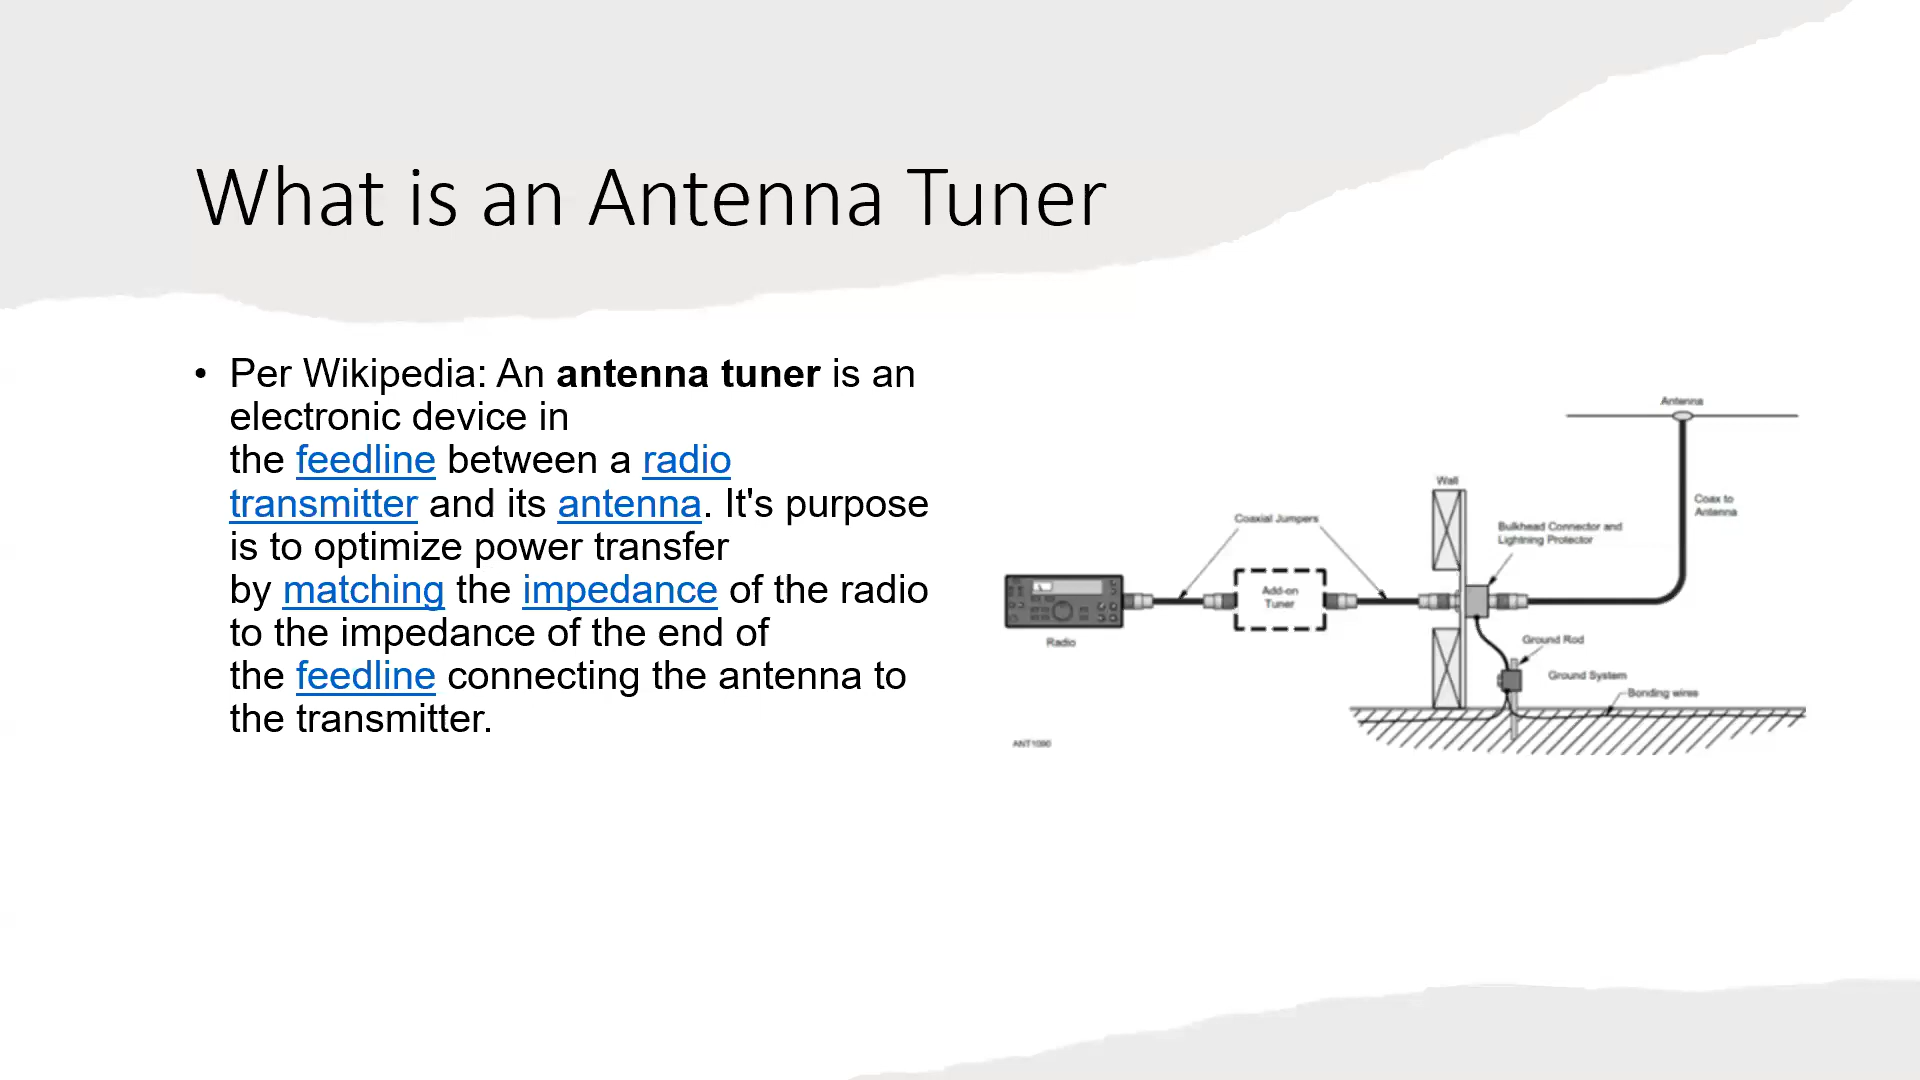 What is an Antenna Tuner
• Per Wikipedia: An antenna tuner is an
electronic device in
the feedline between a radio
transmitter and its antenna. It's purpose
is to optimize power transfer
by matching the impedance of the radio
to the impedance of the end of
the feedline connecting the antenna to
the transmitter.
Antenna
Wall
Coax to
Antenna
Coaxial Jumpers
Bulkhead Connector and
Lightning Protector
Add-on
Tuner
Radio
Ground Rod
Ground System
Bonding wires
ANT1090